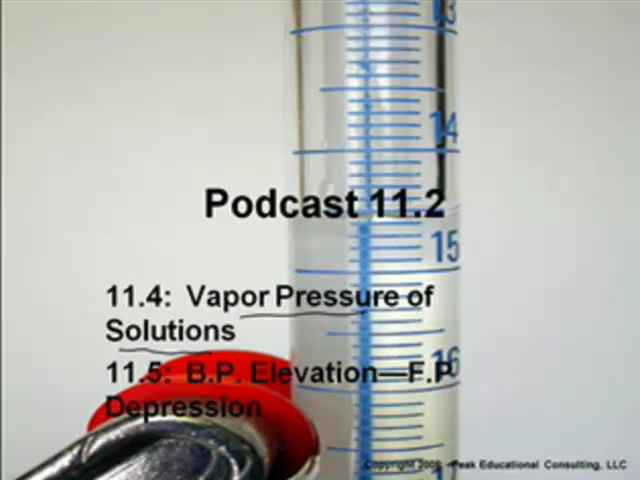 13
14
Podcast 11.2
15
11.4: Vapor Pressure of
Solutions
16
11.5: B.P. Elevation—F.P
Depression
Copyright 2008 Peak Educational Consulting, LLC